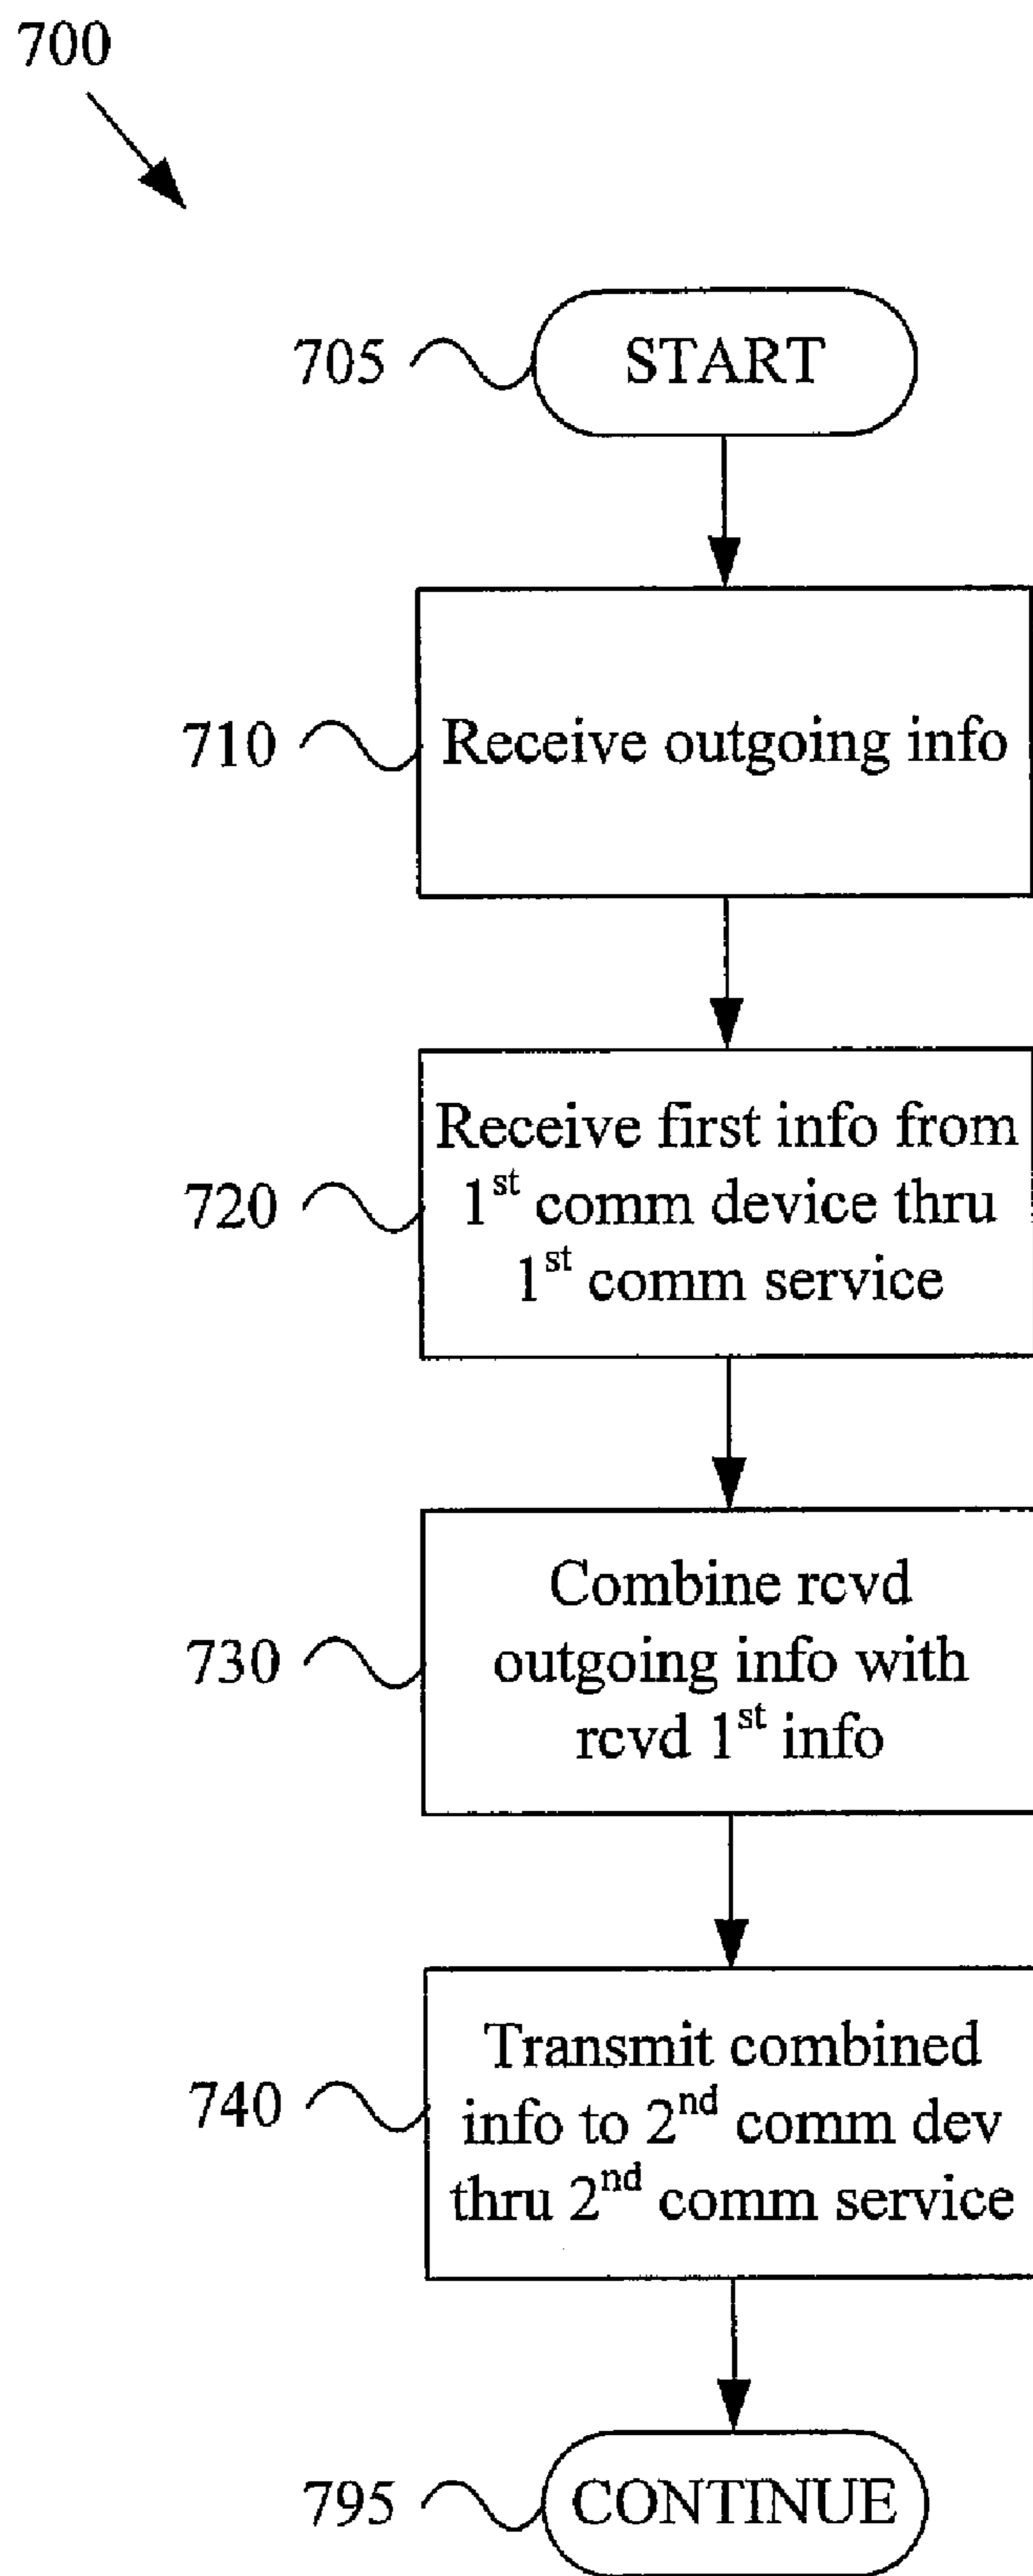 700
705 START
710 Receive outgoing info
Receive first info from
720 1st comm device thru
1st comm service
Combine rcvd
730 outgoing info with
rcvd 1st info
Transmit combined
740 info to 2nd comm dev
thru 2nd comm service
795 CONTINUE